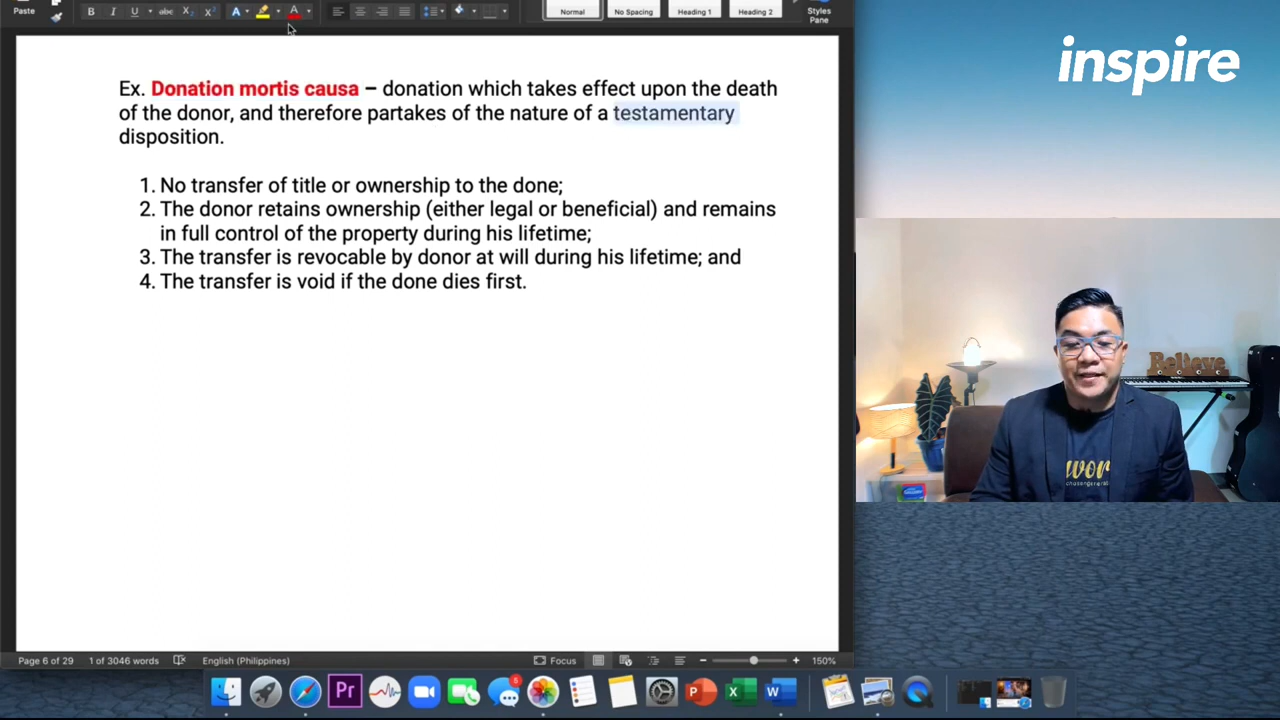 Paste
Normal
No Spacing
Heading 1
Heading 2
Styles
Pane
inspire
Ex. Donation mortis causa – donation which takes effect upon the death
of the donor, and therefore partakes of the nature of a testamentary
disposition.
1. No transfer of title or ownership to the done;
2. The donor retains ownership (either legal or beneficial) and remains
in full control of the property during his lifetime;
3. The transfer is revocable by donor at will during his lifetime; and
4. The transfer is void if the done dies first.
Believe
wor
Page 6 of 29
1 of 3046 words
English (Philippines)
Focus
150%